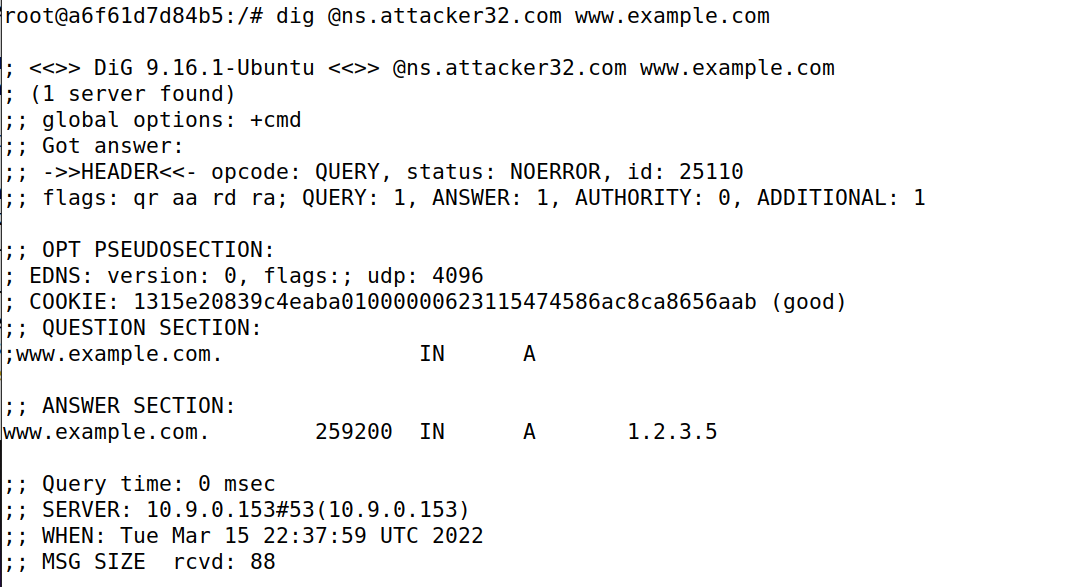 root@a6f61d7d84b5:/# dig @ns.attacker32.com www.example.com
; <<>> DiG 9.16.1-Ubuntu <<>> @ns.attacker32.com www.example.com
; (1 server found)
;; global options: +cmd
;; Got answer:
;; ->>HEADER<<- opcode: QUERY, status: NOERROR, id: 25110
;; flags: qr aa rd ra; QUERY: 1, ANSWER: 1, AUTHORITY: 0, ADDITIONAL: 1
;; OPT PSEUDOSECTION:
; EDNS: version: 0, flags:; udp: 4096
; COOKIE: 1315e20839c4eaba01000000623115474586ac8ca8656aab (good)
;; QUESTION SECTION:
;www.example.com. IN A
;; ANSWER SECTION:
www.example.com. 259200 IN A 1.2.3.5
;; Query time: 0 msec
;; SERVER: 10.9.0.153#53(10.9.0.153)
;; WHEN: Tue Mar 15 22:37:59 UTC 2022
;; MSG SIZE rcvd: 88